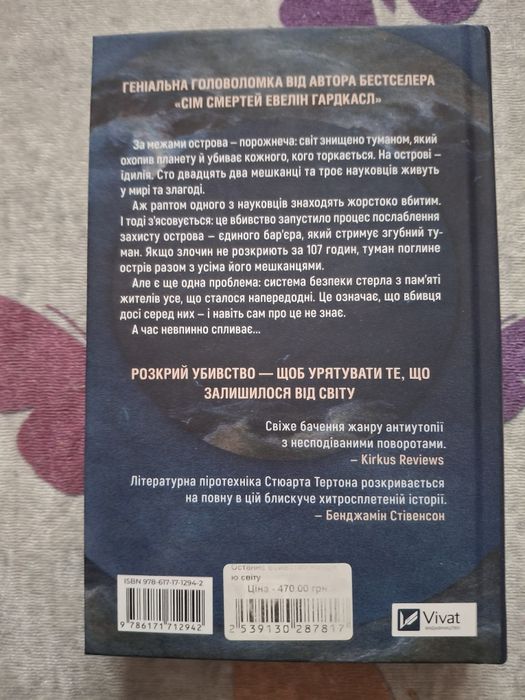 ГЕНІАЛЬНА ГОЛОВОЛОМКА ВІД АВТОРА БЕСТСЕЛЕРА
«СІМ СМЕРТЕЙ ЕВЕЛІН ГАРДКАСЛ»
За межами острова – порожнеча: світ знищено туманом, який
охопив планету й убиває кожного, кого торкається. На острові –
ідилія. Сто двадцять два мешканці та троє науковців живуть
у мирі та злагоді.
Аж раптом одного з науковців знаходять жорстоко вбитим.
І тоді з’ясовується: це вбивство запустило процес послаблення
захисту острова – єдиного бар’єра, який стримує згубний ту-
ман. Якщо злочин не розкриють за 107 годин, туман поглине
острів разом з усіма його мешканцями.
Але є ще одна проблема: система безпеки стерла з пам’яті
жителів усе, що сталося напередодні. Це означає, що вбивця
досі серед них – і навіть сам про це не знає.
А час невпинно спливає...
РОЗКРИЙ УБИВСТВО — ЩОБ УРЯТУВАТИ ТЕ, ЩО
ЗАЛИШИЛОСЯ ВІД СВІТУ
Свіже бачення жанру антиутопії
з несподіваними поворотами.
– Kirkus Reviews
Літературна піротехніка Стюарта Тертона розкривається
на повну в цій блискуче хитросплетеній історії.
– Бенджамін Стівенсон
ISBN 978-617-17-1294-2
9 786171 712942
ю світу
Ціна - 470.00 грн
2 539130 287817
Vivat
ВИДАВНИЦТВО